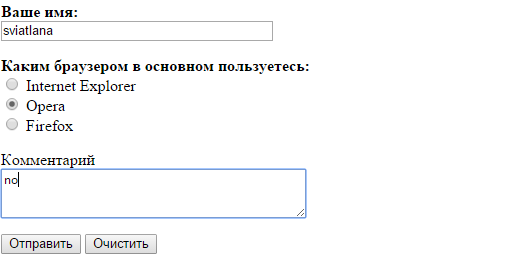 Ваше имя:
sviatlana
Каким браузером в основном пользуетесь:
Internet Explorer
Opera
Firefox
Комментарий
no
Отправить Очистить